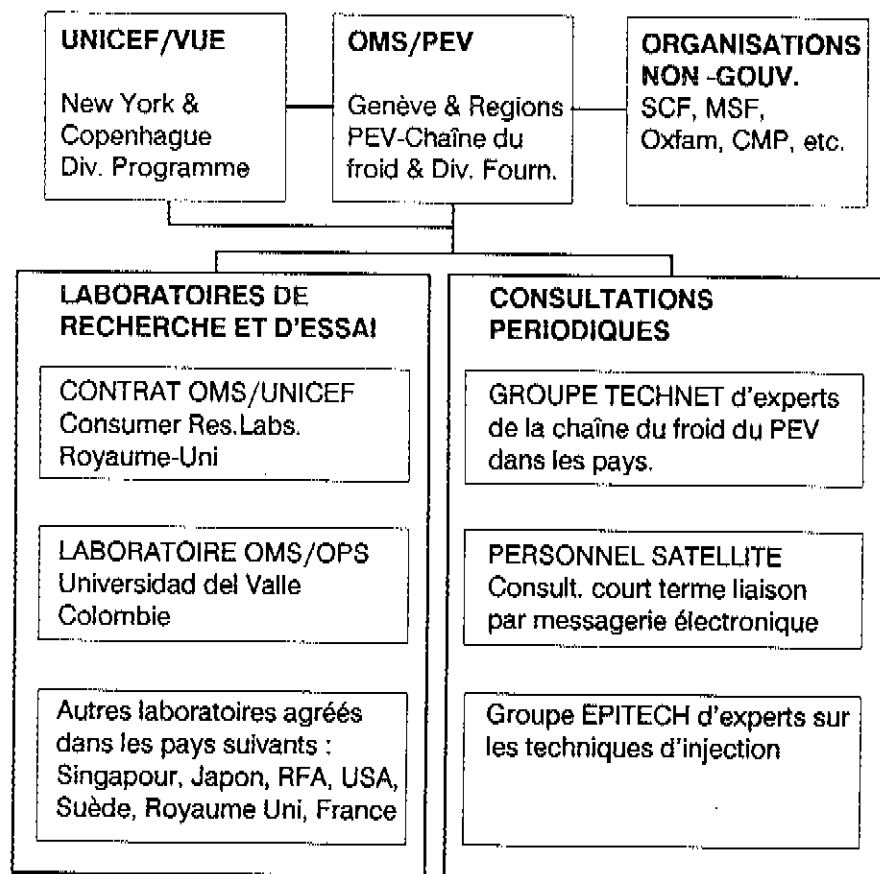 UNICEF/VUE
New York &
Copenhague
Div. Programme
OMS/PEV
Genève & Regions
PEV-Chaîne du
froid & Div. Fourn.
ORGANISATIONS
NON -GOUV.
SCF, MSF,
Oxfam, CMP, etc.
LABORATOIRES DE
RECHERCHE ET D'ESSAI
CONTRAT OMS/UNICEF
Consumer Res.Labs.
Royaume-Uni
LABORATOIRE OMS/OPS
Universidad del Valle
Colombie
Autres laboratoires agréés
dans les pays suivants :
Singapour, Japon, RFA, USA,
Suède, Royaume Uni, France
CONSULTATIONS
PERIODIQUES
GROUPE TECHNET d'experts
de la chaîne du froid du PEV
dans les pays.
PERSONNEL SATELLITE
Consult. court terme liaison
par messagerie électronique
Groupe EPITECH d'experts sur
les techniques d'injection